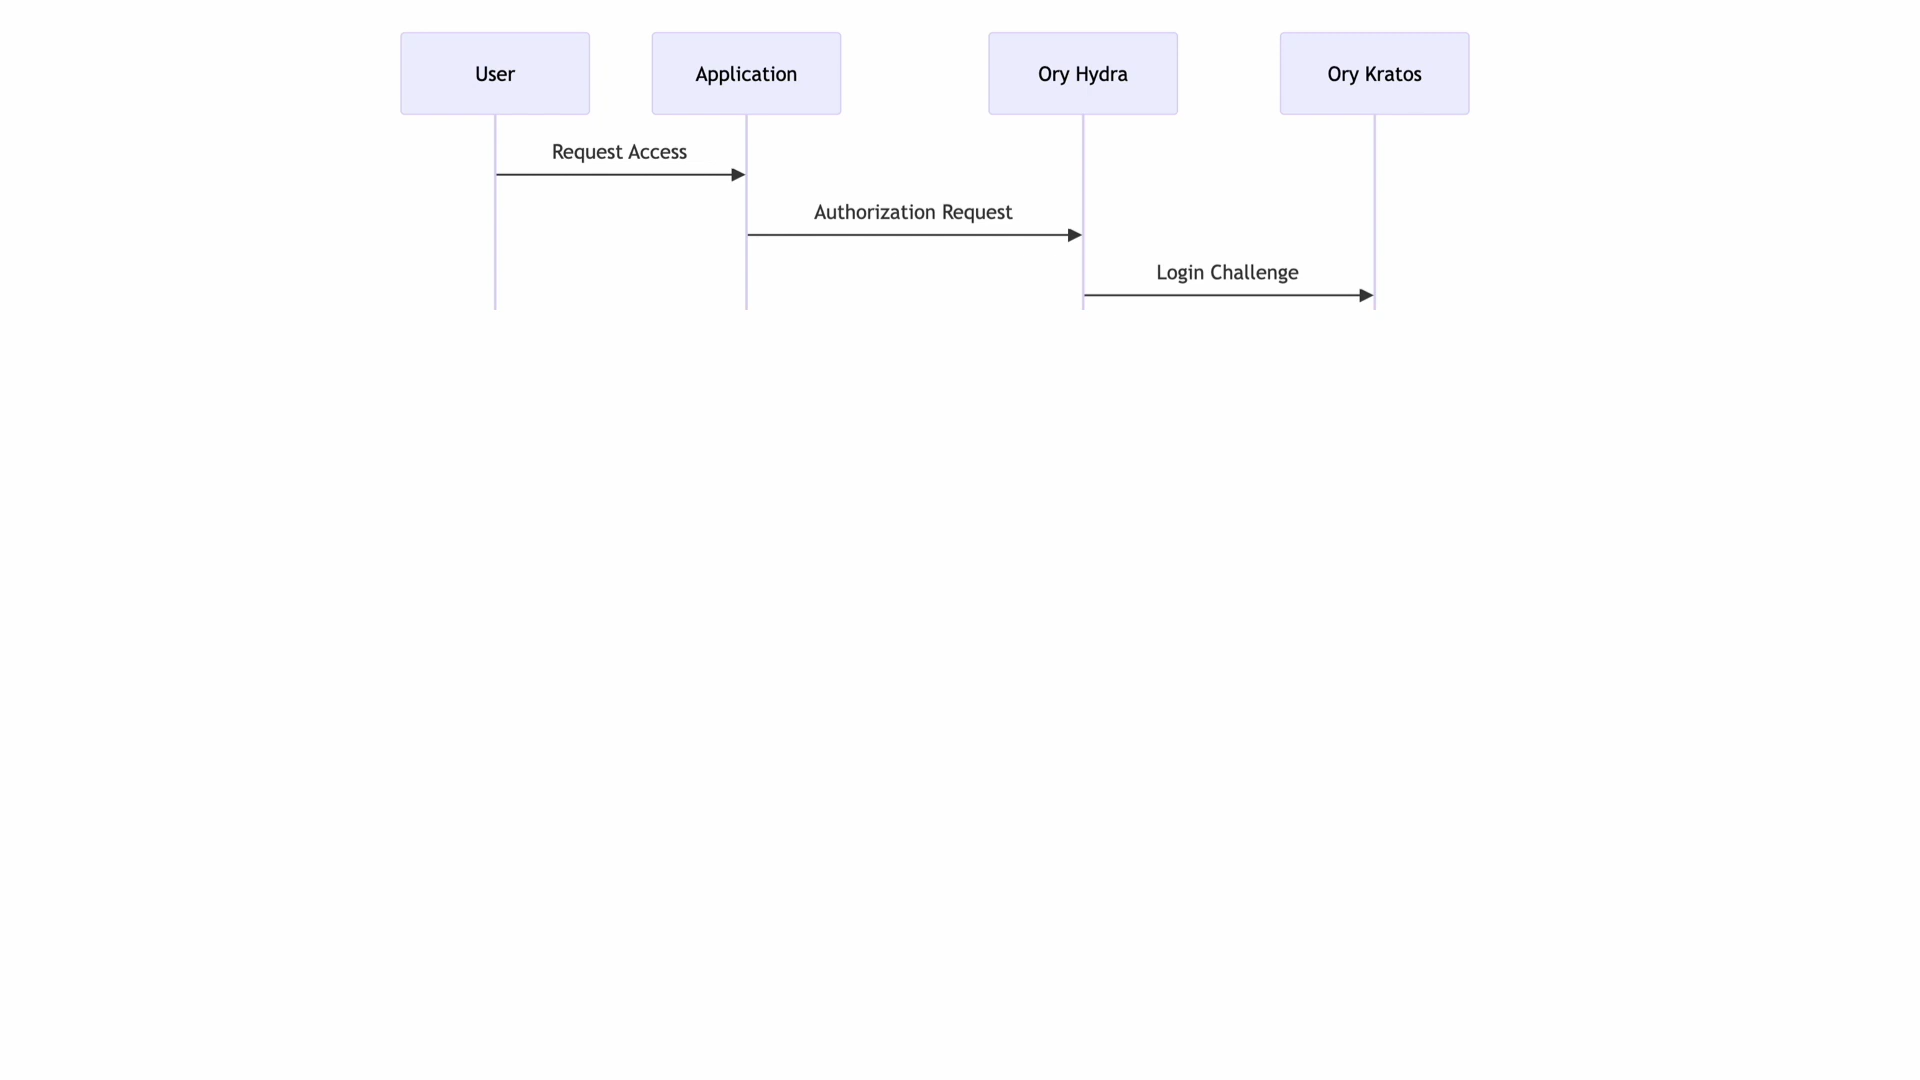 User
Application
Ory Hydra
Ory Kratos
Request Access
Authorization Request
Login Challenge